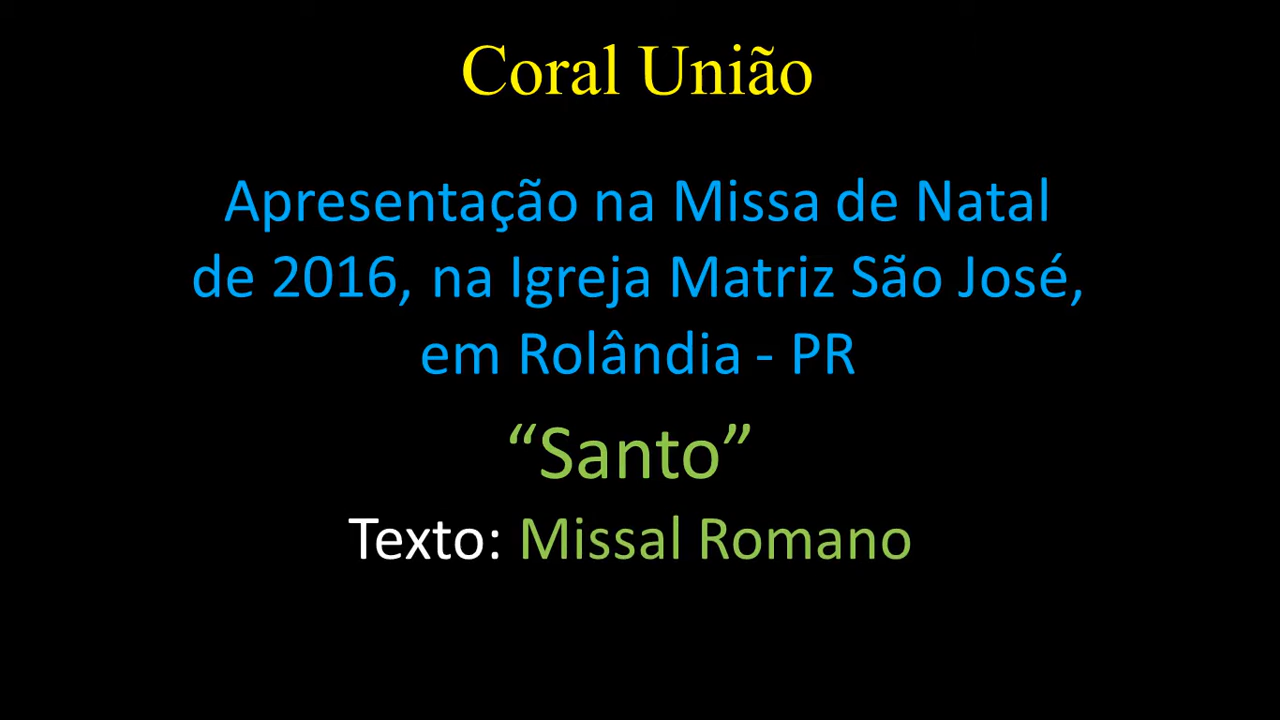 Coral União
Apresentação na Missa de Natal
de 2016, na Igreja Matriz São José,
em Rolândia - PR
“Santo”
Texto: Missal Romano